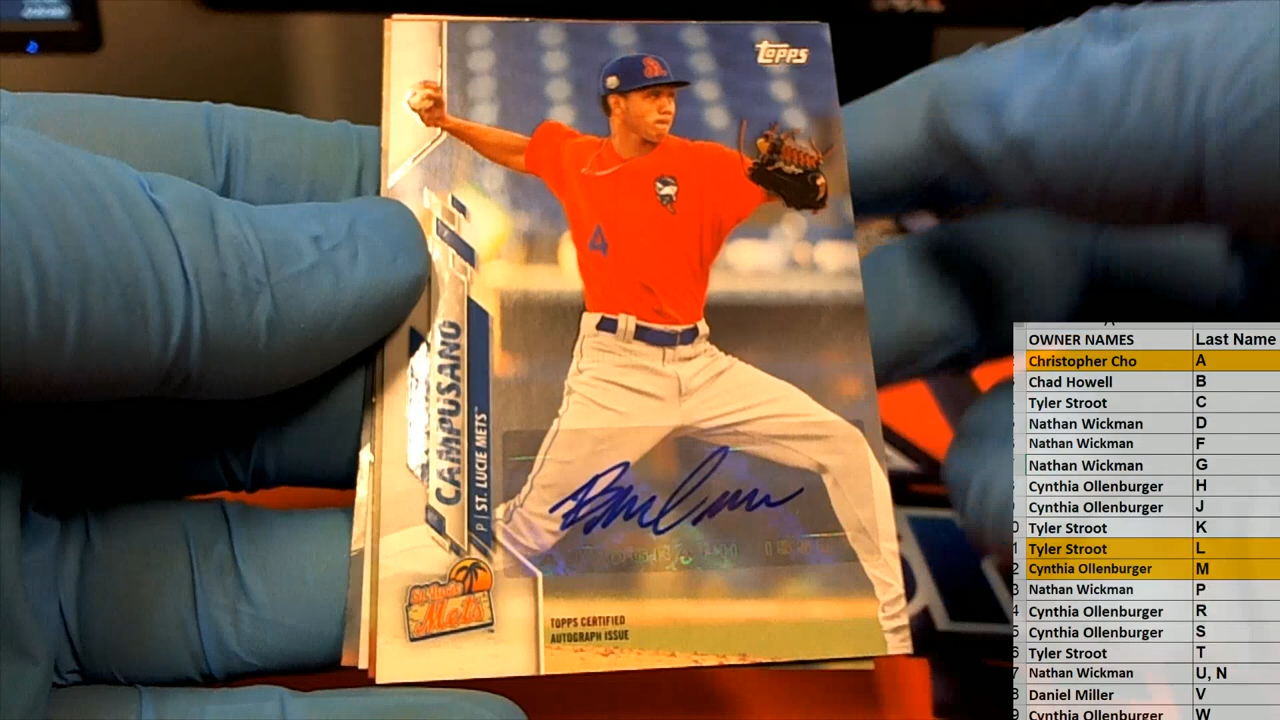 Topps
CAMPUSANO
P | ST. LUCIE METS
St. Lucie
Mets
4
TOPPS CERTIFIED
AUTOGRAPH ISSUE
A
OWNER NAMES Last Name
Christopher Cho A
Chad Howell B
Tyler Stroot C
Nathan Wickman D
Nathan Wickman F
Nathan Wickman G
Cynthia Ollenburger H
Cynthia Ollenburger J
Tyler Stroot K
Tyler Stroot L
Cynthia Ollenburger M
Nathan Wickman P
Cynthia Ollenburger R
Cynthia Ollenburger S
Tyler Stroot T
Nathan Wickman U, N
Daniel Miller V
Cynthia Ollenburger W